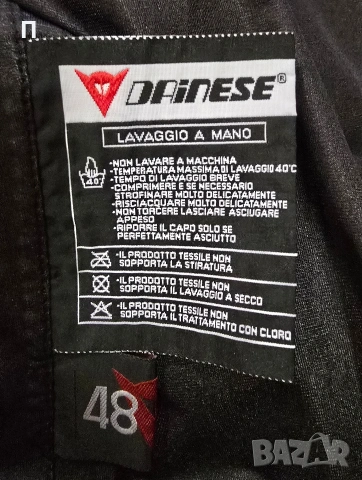 П
DAiNESE®
LAVAGGIO A MANO
40°
-NON LAVARE A MACCHINA
-TEMPERATURA MASSIMA DI LAVAGGIO 40°C
-TEMPO DI LAVAGGIO BREVE
-COMPRIMERE E SE NECESSARIO
STROFINARE MOLTO DELICATAMENTE
-RISCIACQUARE MOLTO DELICATAMENTE
-NON TORCERE LASCIARE ASCIUGARE
APPESO
-RIPORRE IL CAPO SOLO SE
PERFETTAMENTE ASCIUTTO
-IL PRODOTTO TESSILE NON
SOPPORTA LA STIRATURA
-IL PRODOTTO TESSILE NON
SOPPORTA IL LAVAGGIO A SECCO
-IL PRODOTTO TESSILE NON
SOPPORTA IL TRATTAMENTO CON CLORO
48
BAZAR